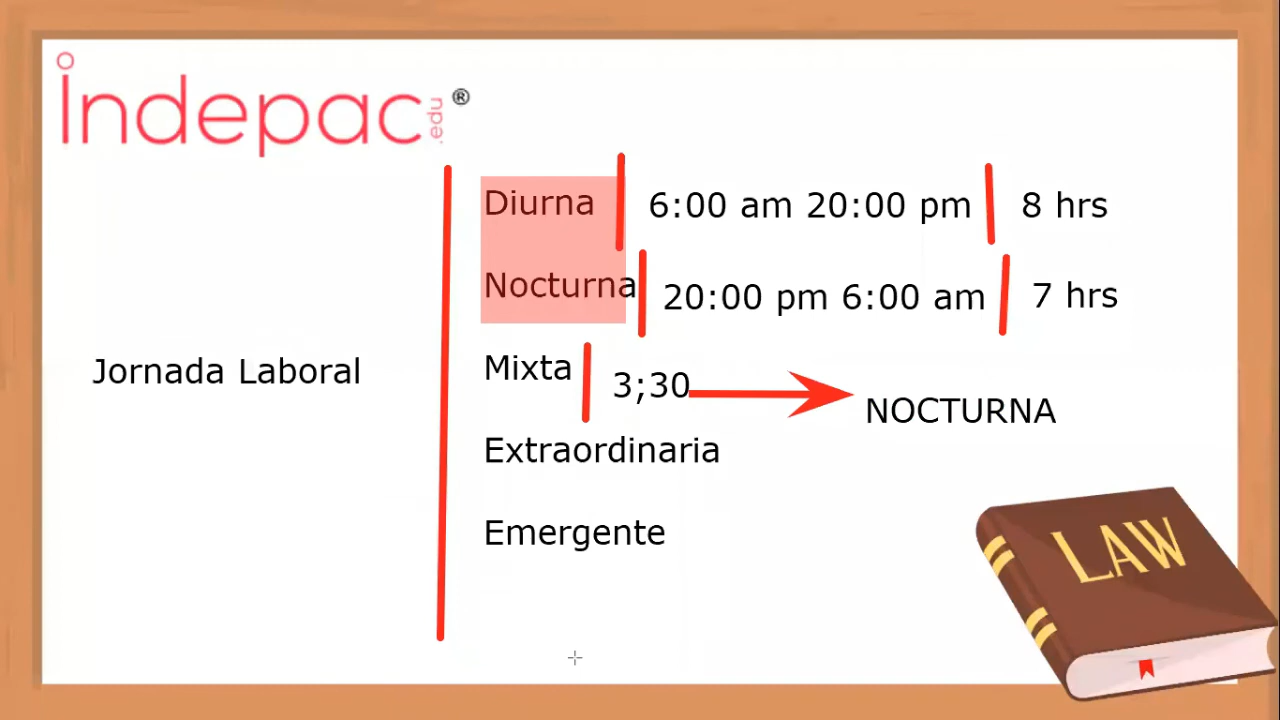 indepac.edu ®
Diurna 6:00 am 20:00 pm 8 hrs
Nocturna 20:00 pm 6:00 am 7 hrs
Jornada Laboral
Mixta 3;30 NOCTURNA
Extraordinaria
Emergente
LAW